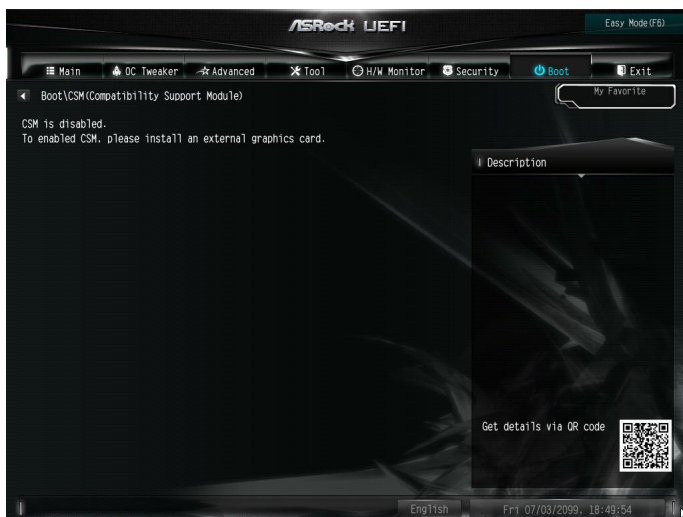 ASRock UEFI
Easy Mode(F6)
Main
OC Tweaker
Advanced
Tool
H/W Monitor
Security
Boot
Exit
My Favorite
Boot\CSM(Compatibility Support Module)
CSM is disabled.
To enabled CSM, please install an external graphics card.
Description
Get details via QR code
English
Fri 07/03/2099, 18:49:54